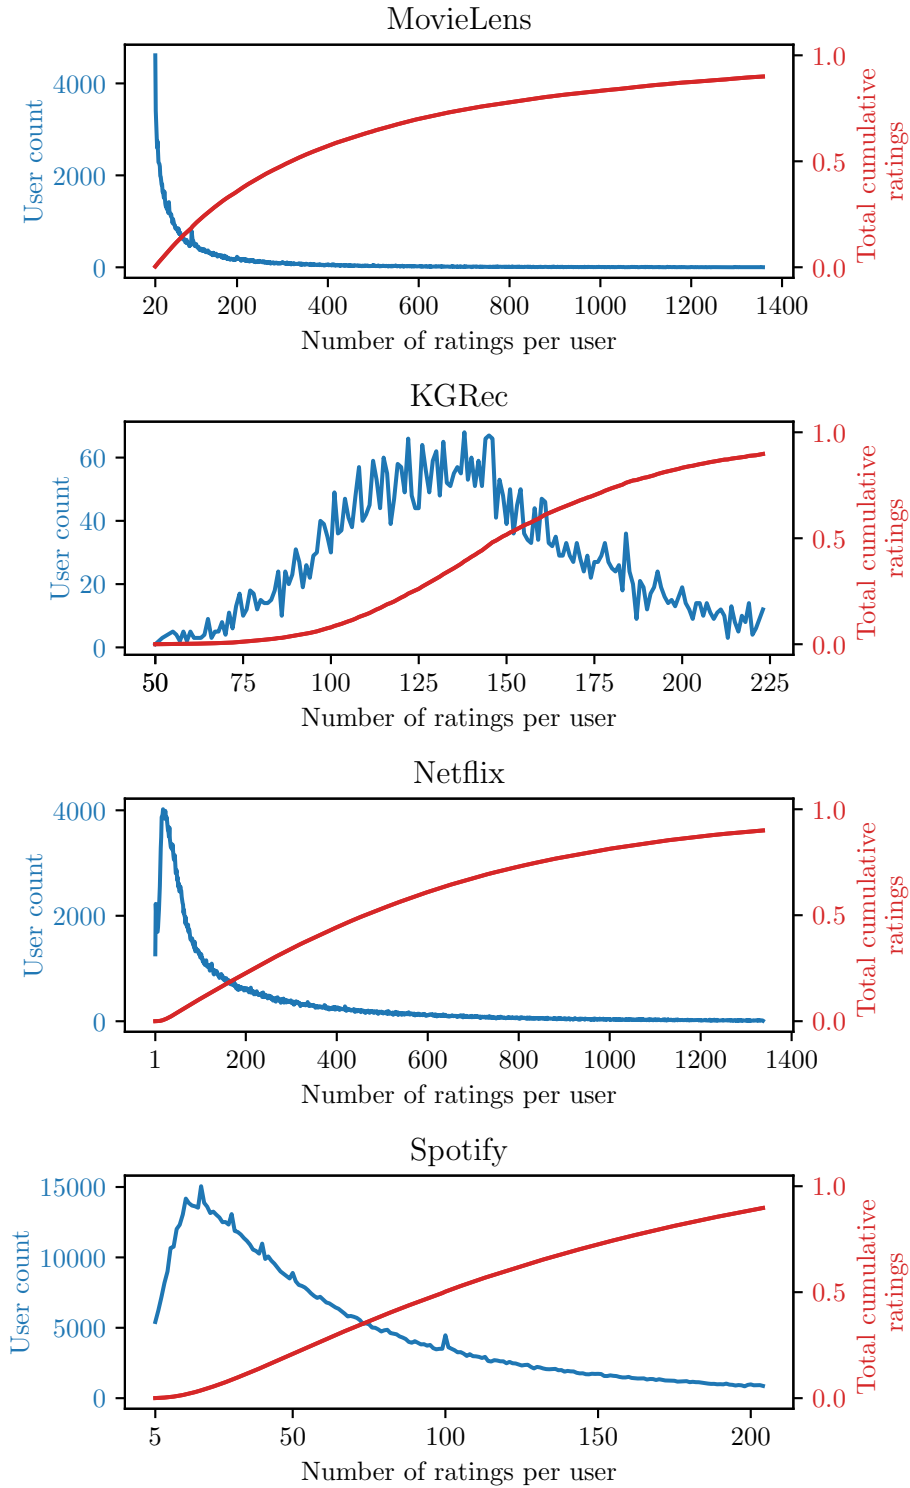 MovieLens
User count
4000
2000
0
1.0
0.5
0.0
Total cumulative
ratings
20 200 400 600 800 1000 1200 1400
Number of ratings per user
KGRec
User count
60
40
20
0
1.0
0.5
0.0
Total cumulative
ratings
50 75 100 125 150 175 200 225
Number of ratings per user
Netflix
User count
4000
2000
0
1.0
0.5
0.0
Total cumulative
ratings
1 200 400 600 800 1000 1200 1400
Number of ratings per user
Spotify
User count
15000
10000
5000
0
1.0
0.5
0.0
Total cumulative
ratings
5 50 100 150 200
Number of ratings per user